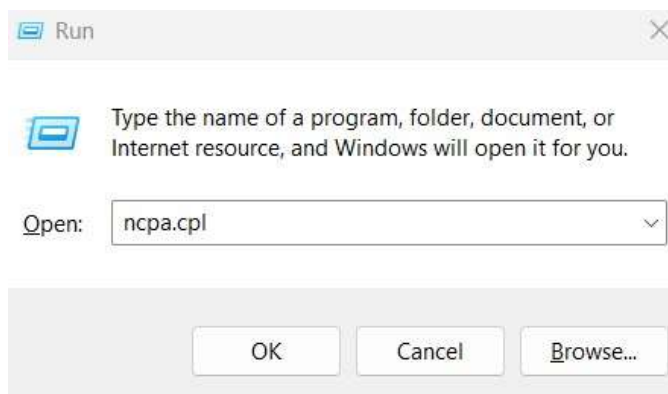 Run
Type the name of a program, folder, document, or
Internet resource, and Windows will open it for you.
Open: ncpa.cpl
OK Cancel Browse...